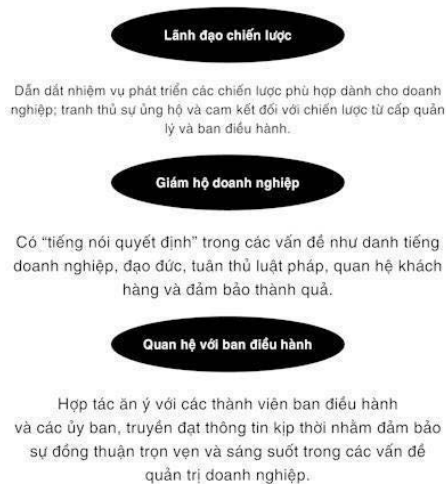 Lãnh đạo chiến lược
Dẫn dắt nhiệm vụ phát triển các chiến lược phù hợp dành cho doanh
nghiệp; tranh thủ sự ủng hộ và cam kết đối với chiến lược từ cấp quản
lý và ban điều hành.
Giám hộ doanh nghiệp
Có “tiếng nói quyết định” trong các vấn đề như danh tiếng
doanh nghiệp, đạo đức, tuân thủ luật pháp, quan hệ khách
hàng và đảm bảo thành quả.
Quan hệ với ban điều hành
Hợp tác ăn ý với các thành viên ban điều hành
và các ủy ban, truyền đạt thông tin kịp thời nhằm đảm bảo
sự đồng thuận trọn vẹn và sáng suốt trong các vấn đề
quản trị doanh nghiệp.